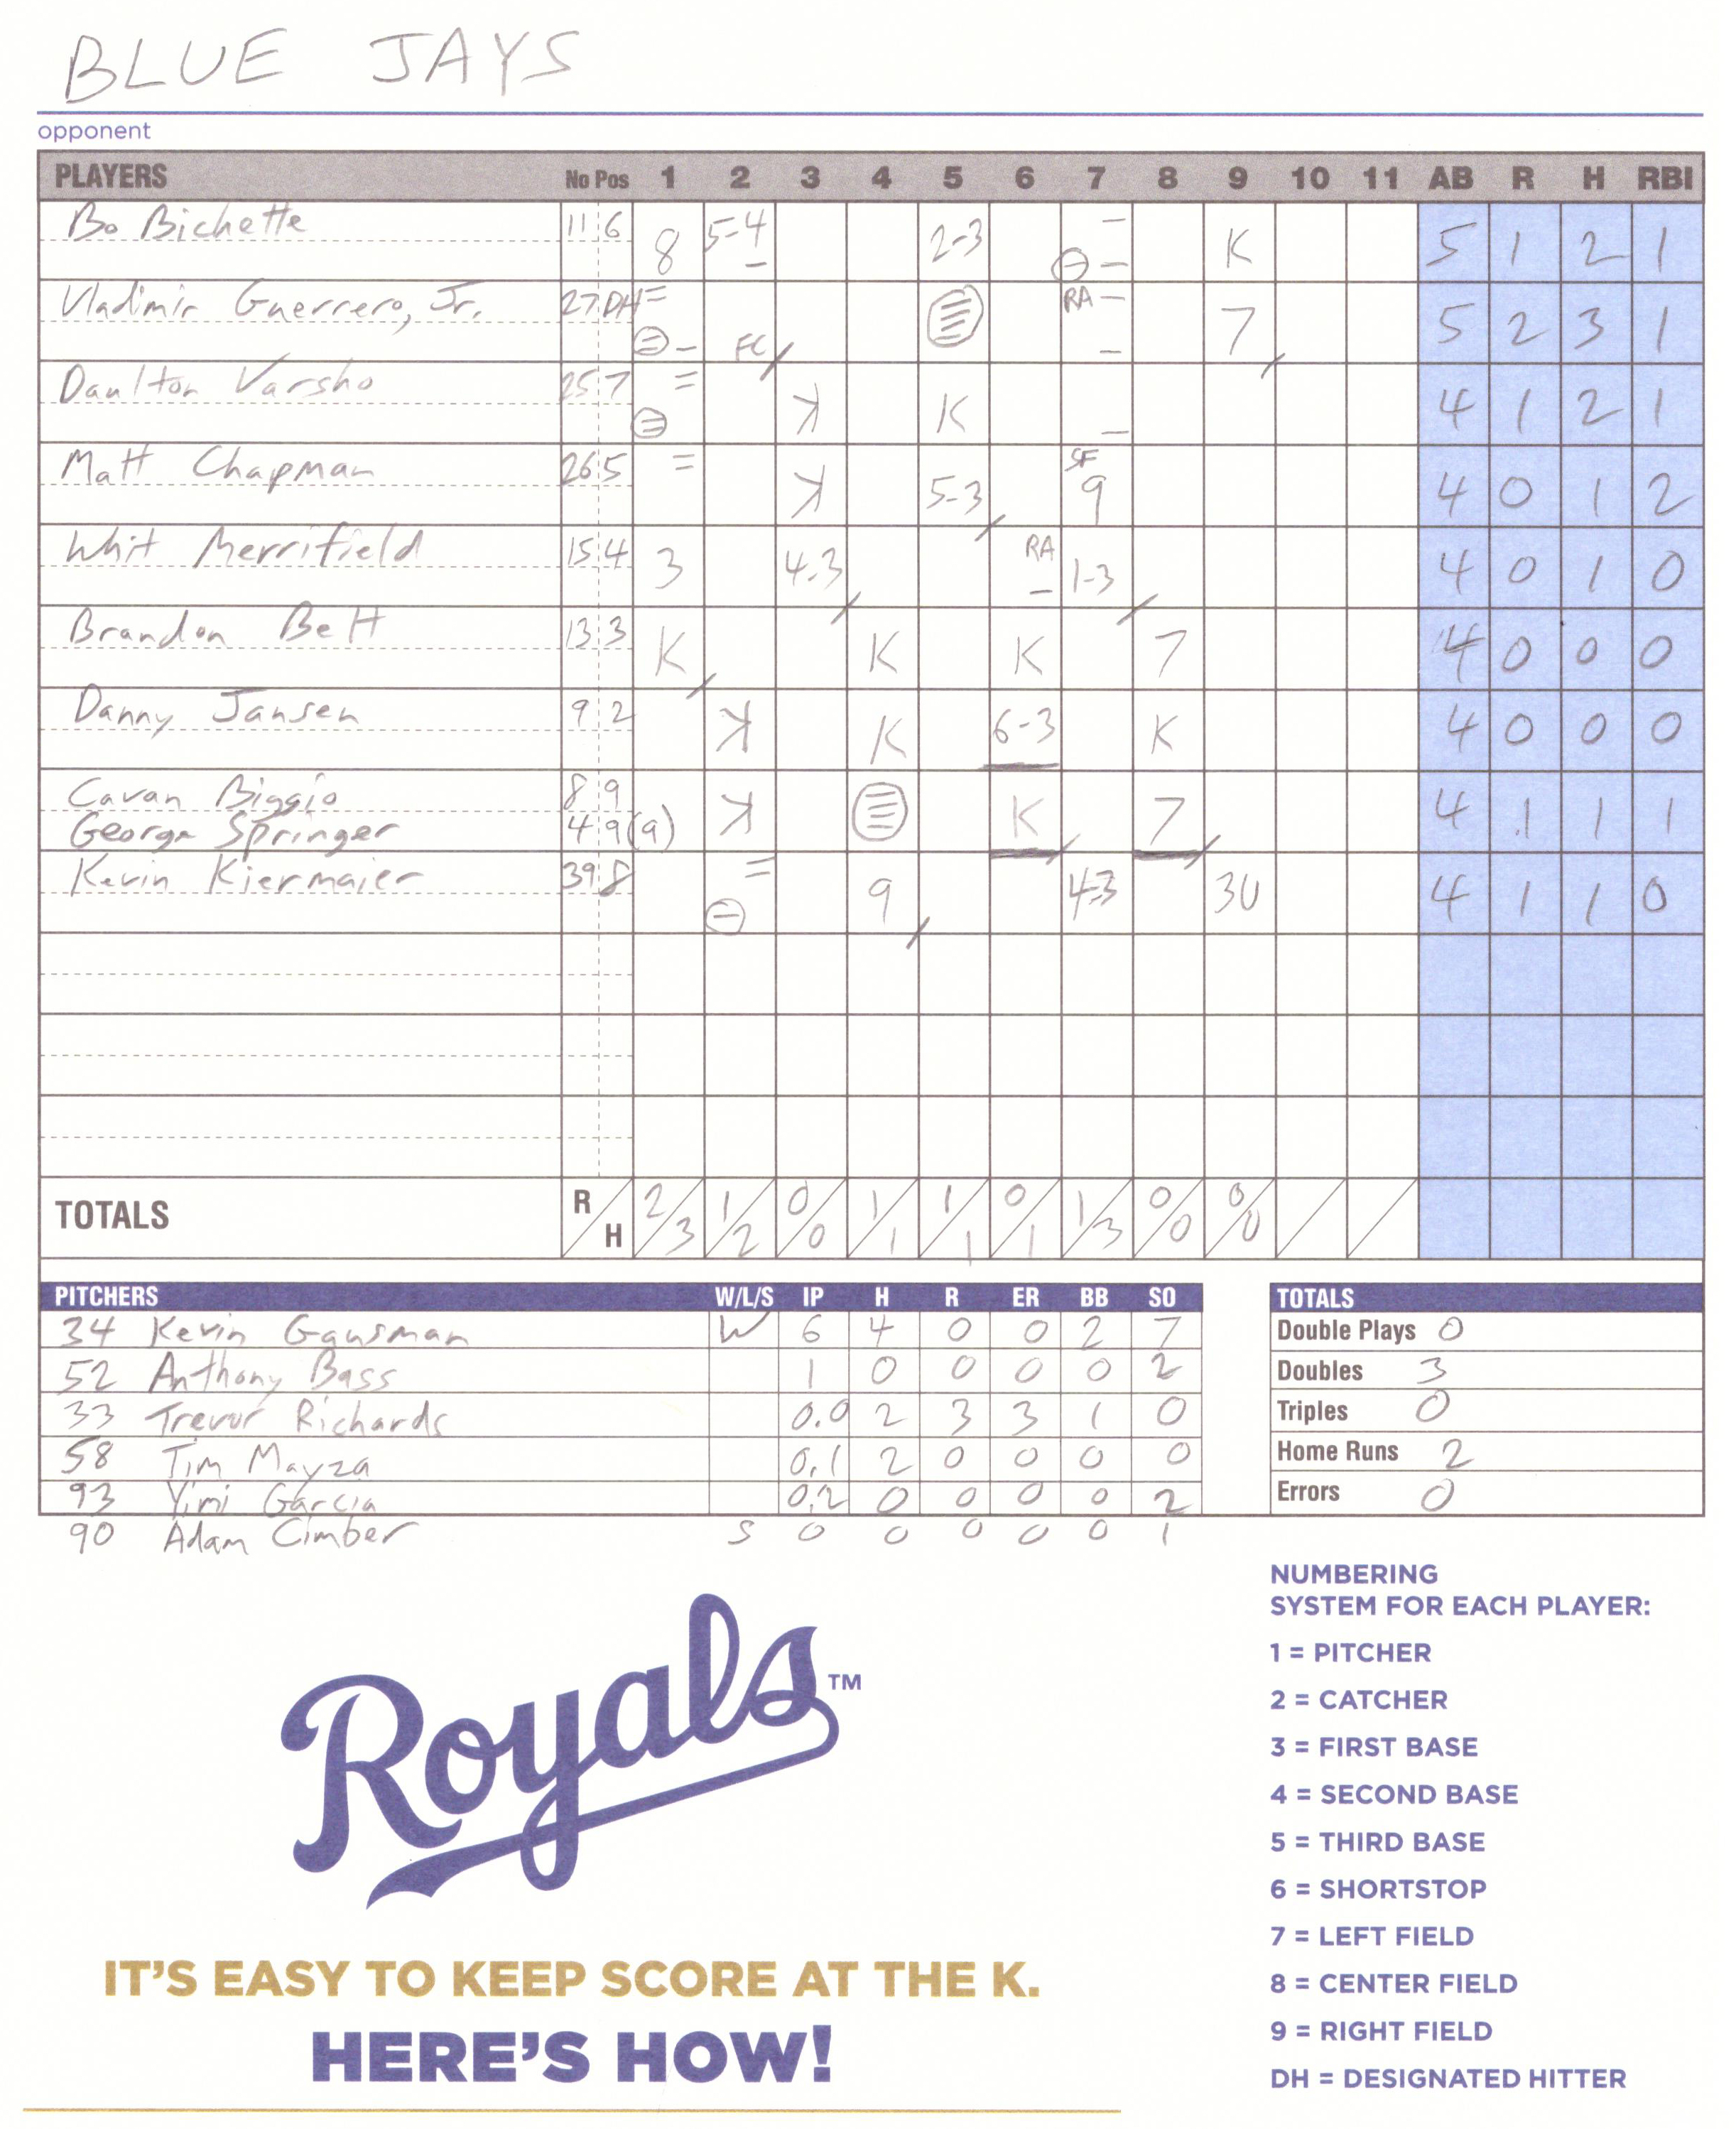 BLUE JAYS
opponent
PLAYERS No Pos 1 2 3 4 5 6 7 8 9 10 11 AB R H RBI
Bo Bichette 11 6 8 5-4 2-3 K 5 1 2 1
Vladimir Guerrero, Jr. 27 DH FC RA 7 5 2 3 1
Daulton Varsho 25 7 K K 4 1 2 1
Matt Chapman 26 5 K 5-3 SF 9 4 0 1 2
Whit Merrifield 15 4 3 4-3 RA 1-3 4 0 1 0
Brandon Belt 13 3 K K K 7 4 0 0 0
Danny Jansen 9 2 K K 6-3 K 4 0 0 0
Cavan Biggio 8 9 K K 7 4 1 1 1
George Springer 4 9(9)
Kevin Kiermaier 39 8 9 4-3 3U 4 1 1 0
TOTALS R/H 2/3 1/2 0/0 1/1 1/1 0/1 1/3 0/0 0/0
PITCHERS W/L/S IP H R ER BB SO
34 Kevin Gausman W 6 4 0 0 2 7
52 Anthony Bass 1 0 0 0 0 2
33 Trevor Richards 0.0 2 3 3 1 0
58 Tim Mayza 0.1 2 0 0 0 0
93 Yimi Garcia 0.2 0 0 0 0 2
90 Adam Cimber S 0 0 0 0 0 1
TOTALS
Double Plays 0
Doubles 3
Triples 0
Home Runs 2
Errors 0
Royals™
IT'S EASY TO KEEP SCORE AT THE K.
HERE'S HOW!
NUMBERING
SYSTEM FOR EACH PLAYER:
1 = PITCHER
2 = CATCHER
3 = FIRST BASE
4 = SECOND BASE
5 = THIRD BASE
6 = SHORTSTOP
7 = LEFT FIELD
8 = CENTER FIELD
9 = RIGHT FIELD
DH = DESIGNATED HITTER